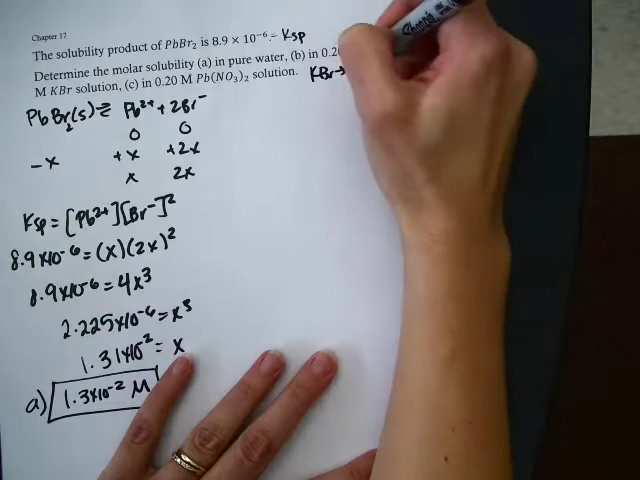 Chapter 17
The solubility product of PbBr₂ is 8.9 × 10⁻⁶ - Ksp
Determine the molar solubility (a) in pure water, (b) in 0.2
M KBr solution, (c) in 0.20 M Pb(NO₃)₂ solution. KBr→
PbBr₂(s) ⇌ Pb²⁺ + 2Br⁻
0 0
-x +x +2x
x 2x
Ksp = [Pb²⁺][Br⁻]²
8.9x10⁻⁶ = (x)(2x)²
8.9x10⁻⁶ = 4x³
2.225x10⁻⁶ = x³
1.31x10⁻² = x
a) 1.3x10⁻² M